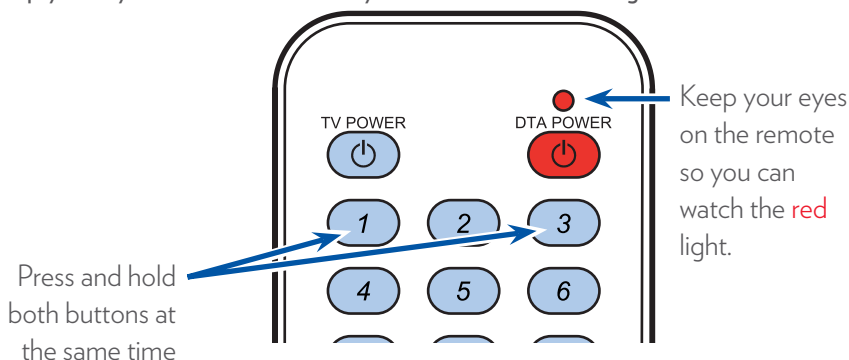 TV POWER
DTA POWER
Keep your eyes
on the remote
so you can
watch the red
light.
1
2
3
4
5
6
Press and hold
both buttons at
the same time